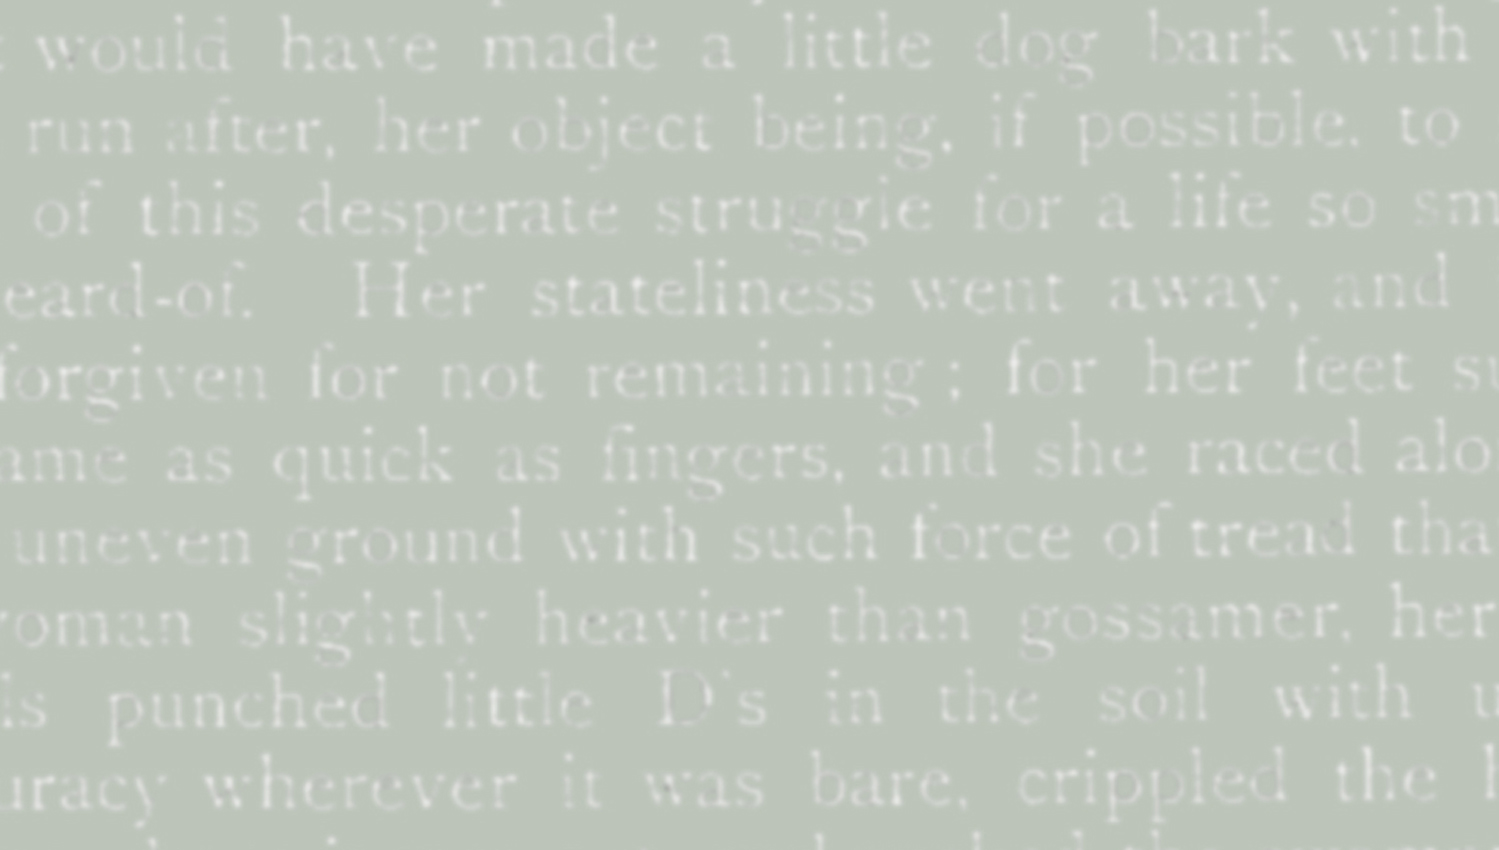 would have made a little dog bark with
run after, her object being, if possible, to
of this desperate struggle for a life so sm
eard-of. Her stateliness went away, and
forgiven for not remaining ; for her feet su
ame as quick as fingers, and she raced alo
uneven ground with such force of tread tha
woman slightly heavier than gossamer, her
ls punched little D's in the soil with u
uracy wherever it was bare, crippled the h